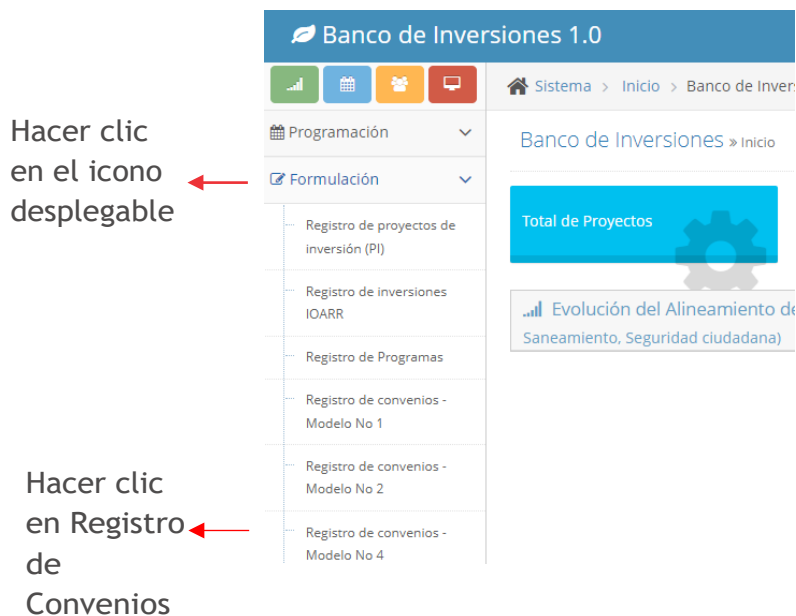 Banco de Inversiones 1.0
Sistema > Inicio > Banco de Inver
Programación
Banco de Inversiones » Inicio
Hacer clic
en el icono
desplegable
Formulación
Registro de proyectos de
inversión (PI)
Total de Proyectos
Registro de inversiones
IOARR
Evolución del Alineamiento de
Saneamiento, Seguridad ciudadana)
Registro de Programas
Registro de convenios -
Modelo No 1
Registro de convenios -
Modelo No 2
Hacer clic
en Registro
de
Convenios
Registro de convenios -
Modelo No 4